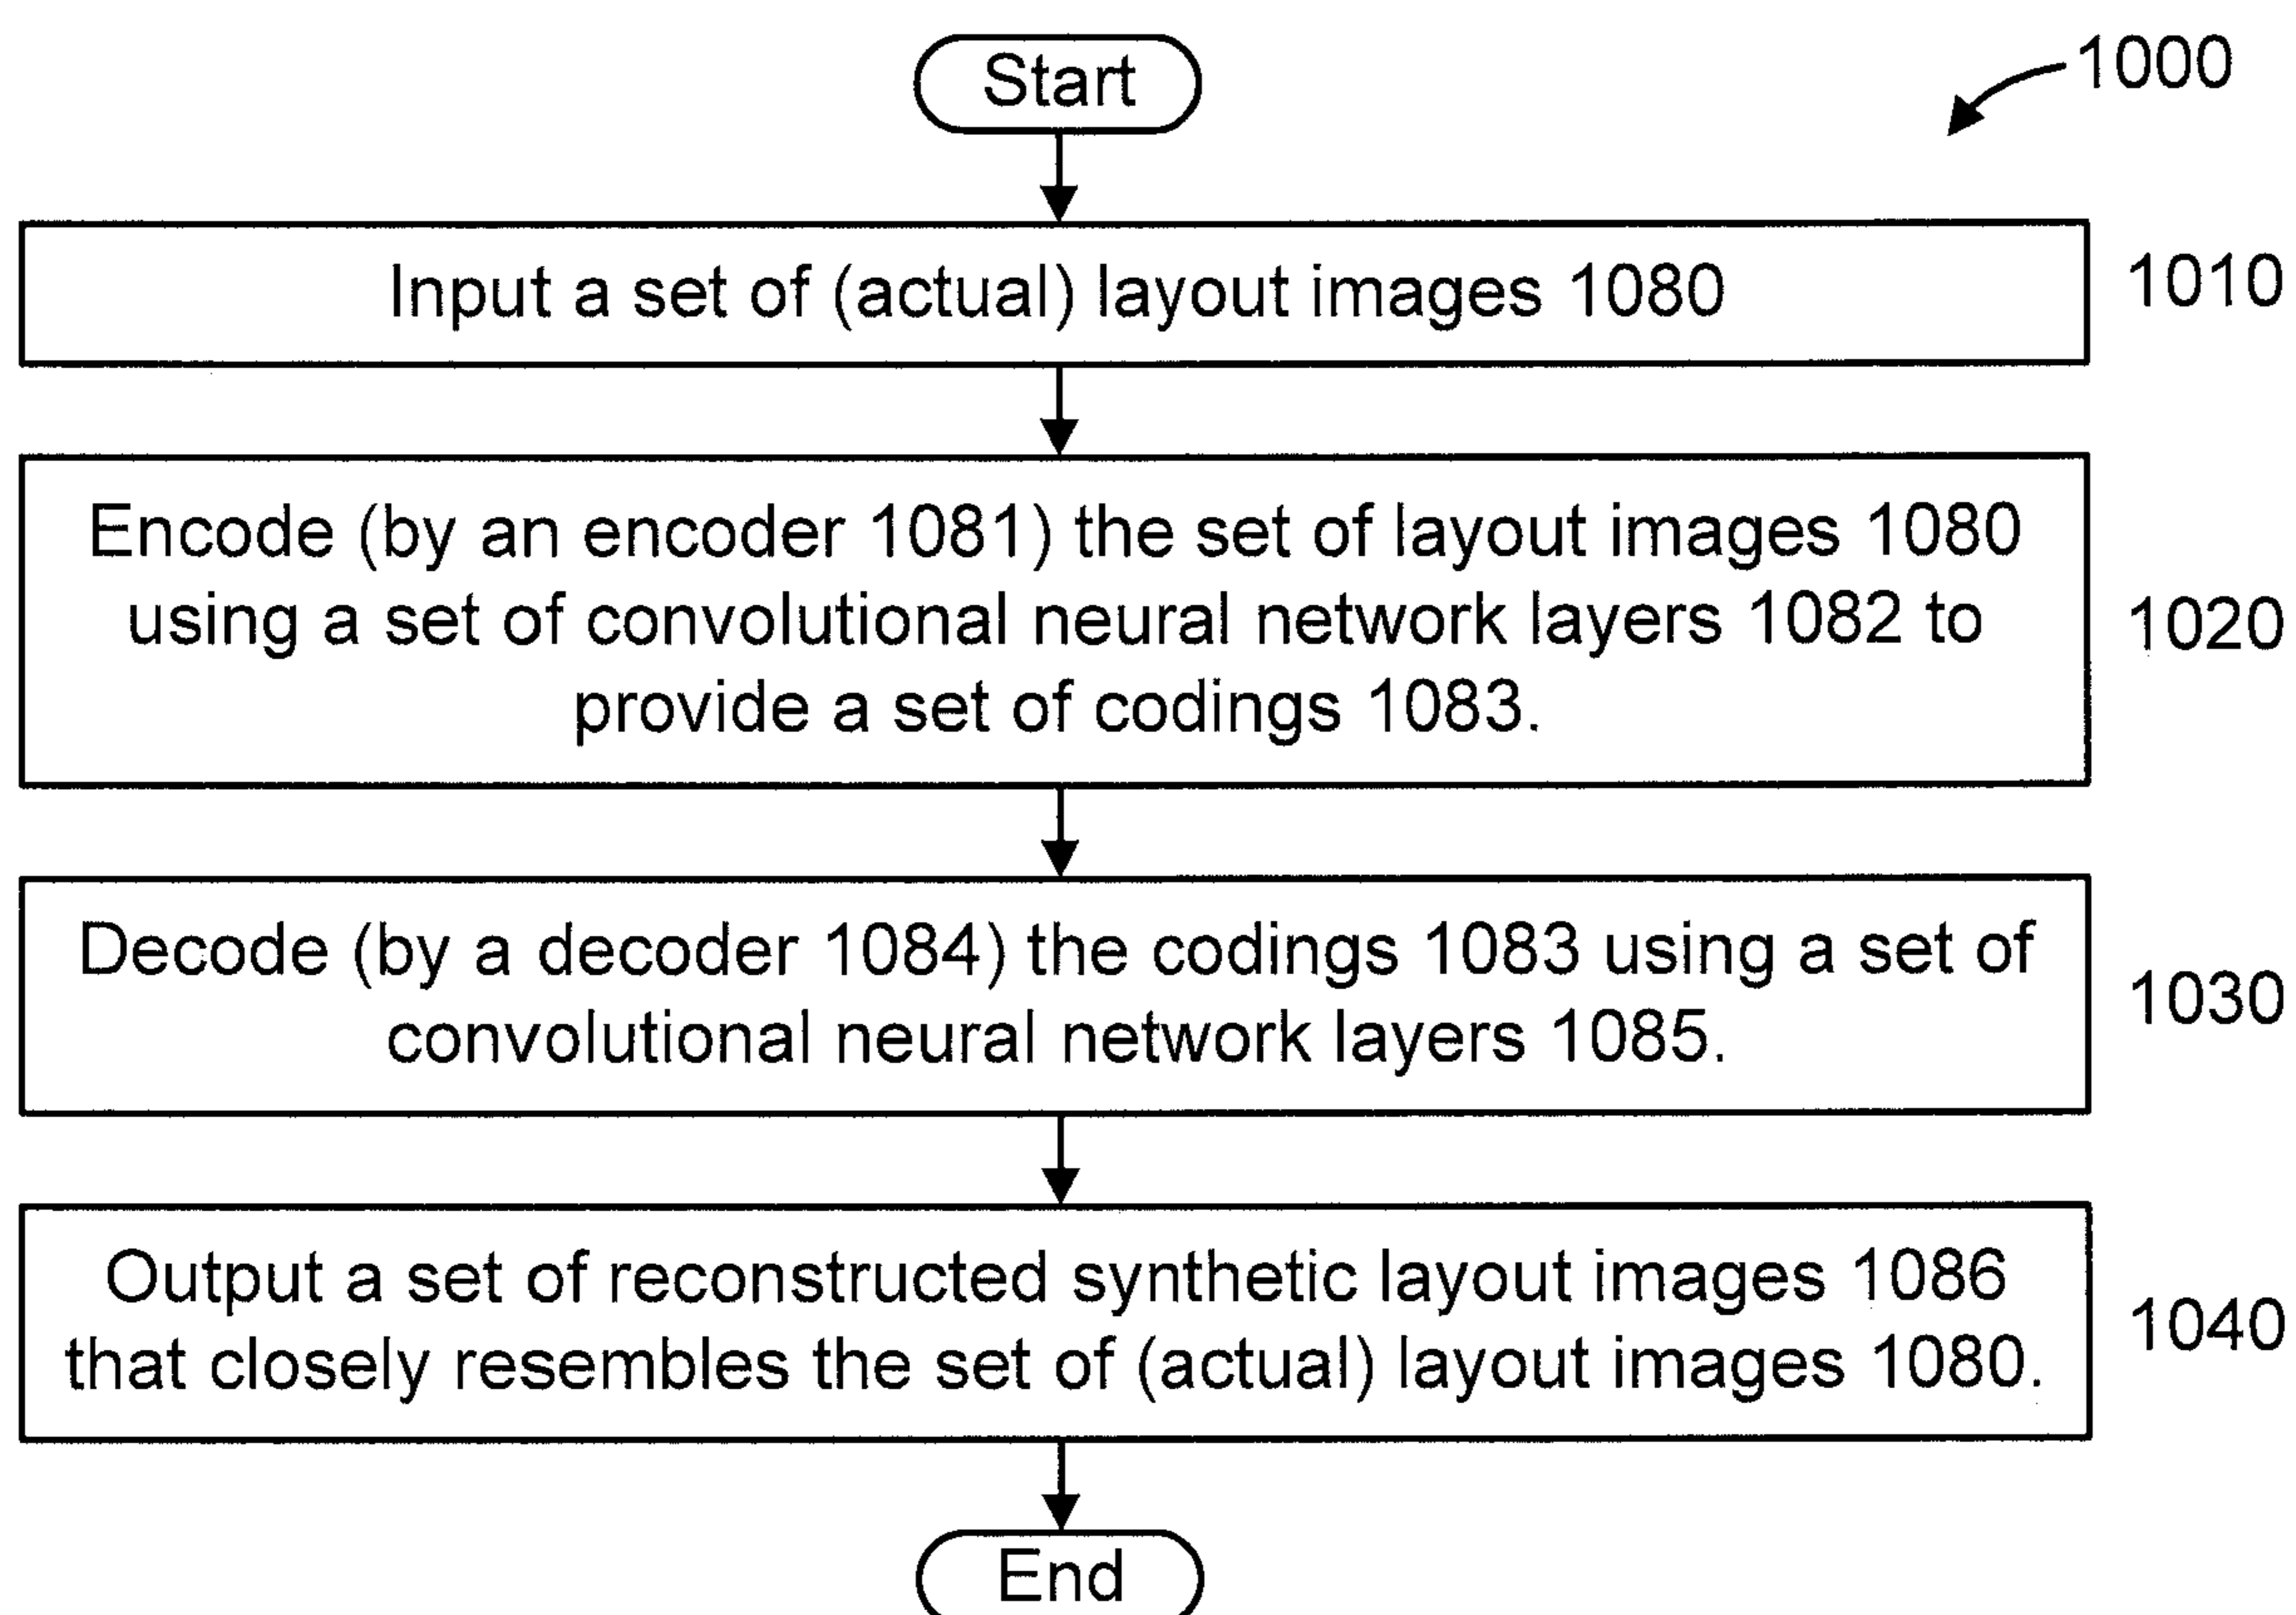 Start
1000
Input a set of (actual) layout images 1080
1010
Encode (by an encoder 1081) the set of layout images 1080
using a set of convolutional neural network layers 1082 to
provide a set of codings 1083.
1020
Decode (by a decoder 1084) the codings 1083 using a set of
convolutional neural network layers 1085.
1030
Output a set of reconstructed synthetic layout images 1086
that closely resembles the set of (actual) layout images 1080.
1040
End